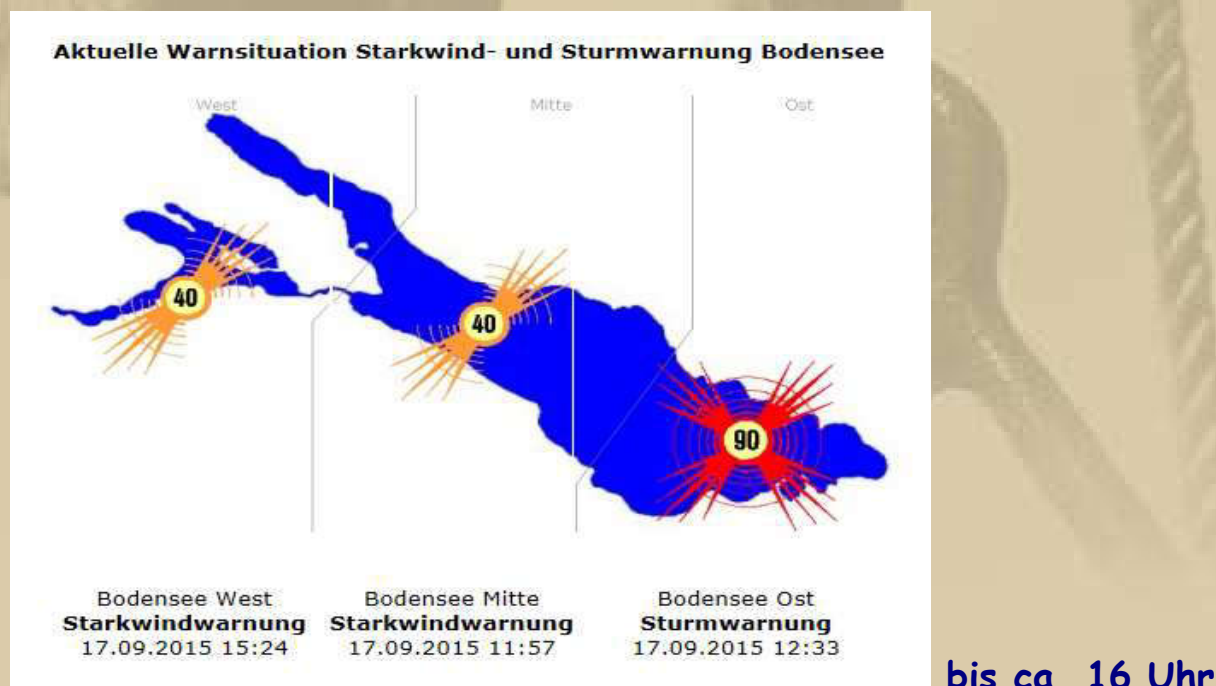 Aktuelle Warnsituation Starkwind- und Sturmwarnung Bodensee
West Mitte Ost
40
40
90
Bodensee West Bodensee Mitte Bodensee Ost
Starkwindwarnung Starkwindwarnung Sturmwarnung
17.09.2015 15:24 17.09.2015 11:57 17.09.2015 12:33
bis ca 16 Uhr